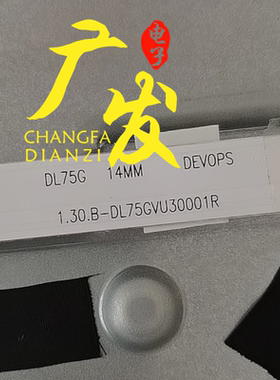 广发电子
CHANGFA
DIANZI
DL75G 14MM DEVOPS
1.30.B-DL75GVU30001R